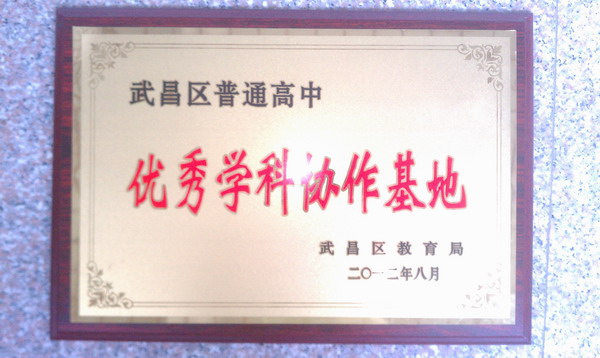 武昌区普通高中
优秀学科协作基地
武昌区教育局
二〇一二年八月